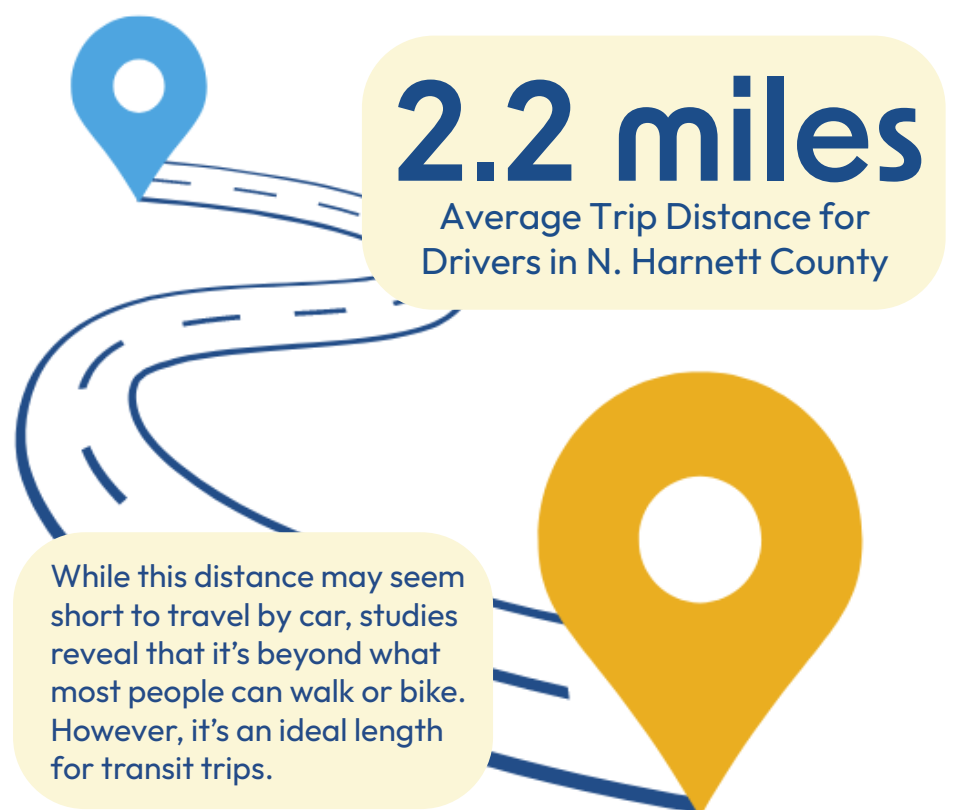 2.2 miles
Average Trip Distance for
Drivers in N. Harnett County
While this distance may seem
short to travel by car, studies
reveal that it’s beyond what
most people can walk or bike.
However, it’s an ideal length
for transit trips.